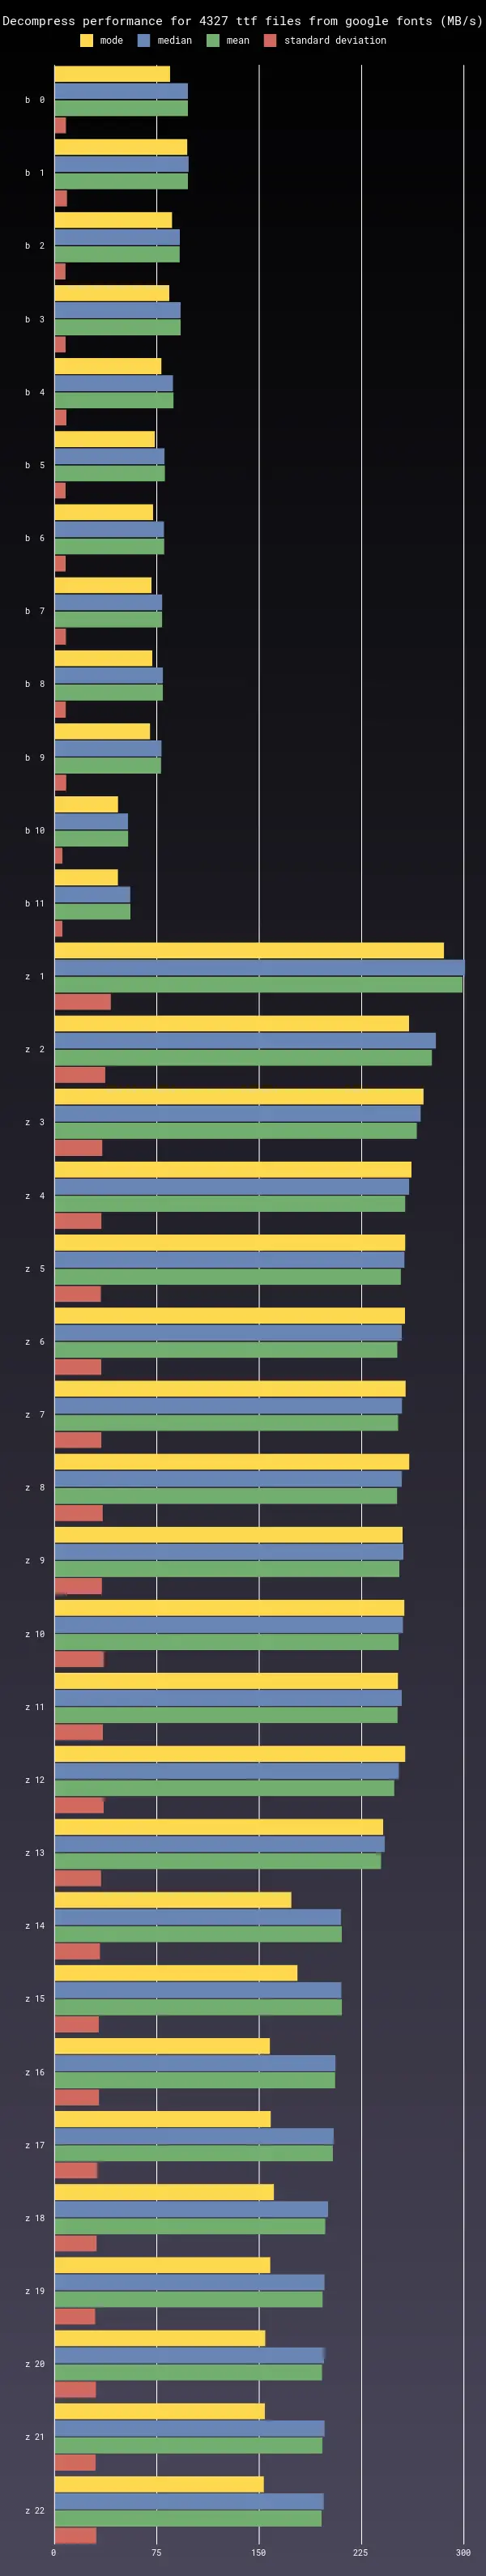 Decompress performance for 4327 ttf files from google fonts (MB/s)
mode median mean standard deviation
b 0
b 1
b 2
b 3
b 4
b 5
b 6
b 7
b 8
b 9
b 10
b 11
z 1
z 2
z 3
z 4
z 5
z 6
z 7
z 8
z 9
z 10
z 11
z 12
z 13
z 14
z 15
z 16
z 17
z 18
z 19
z 20
z 21
z 22
0 75 150 225 300